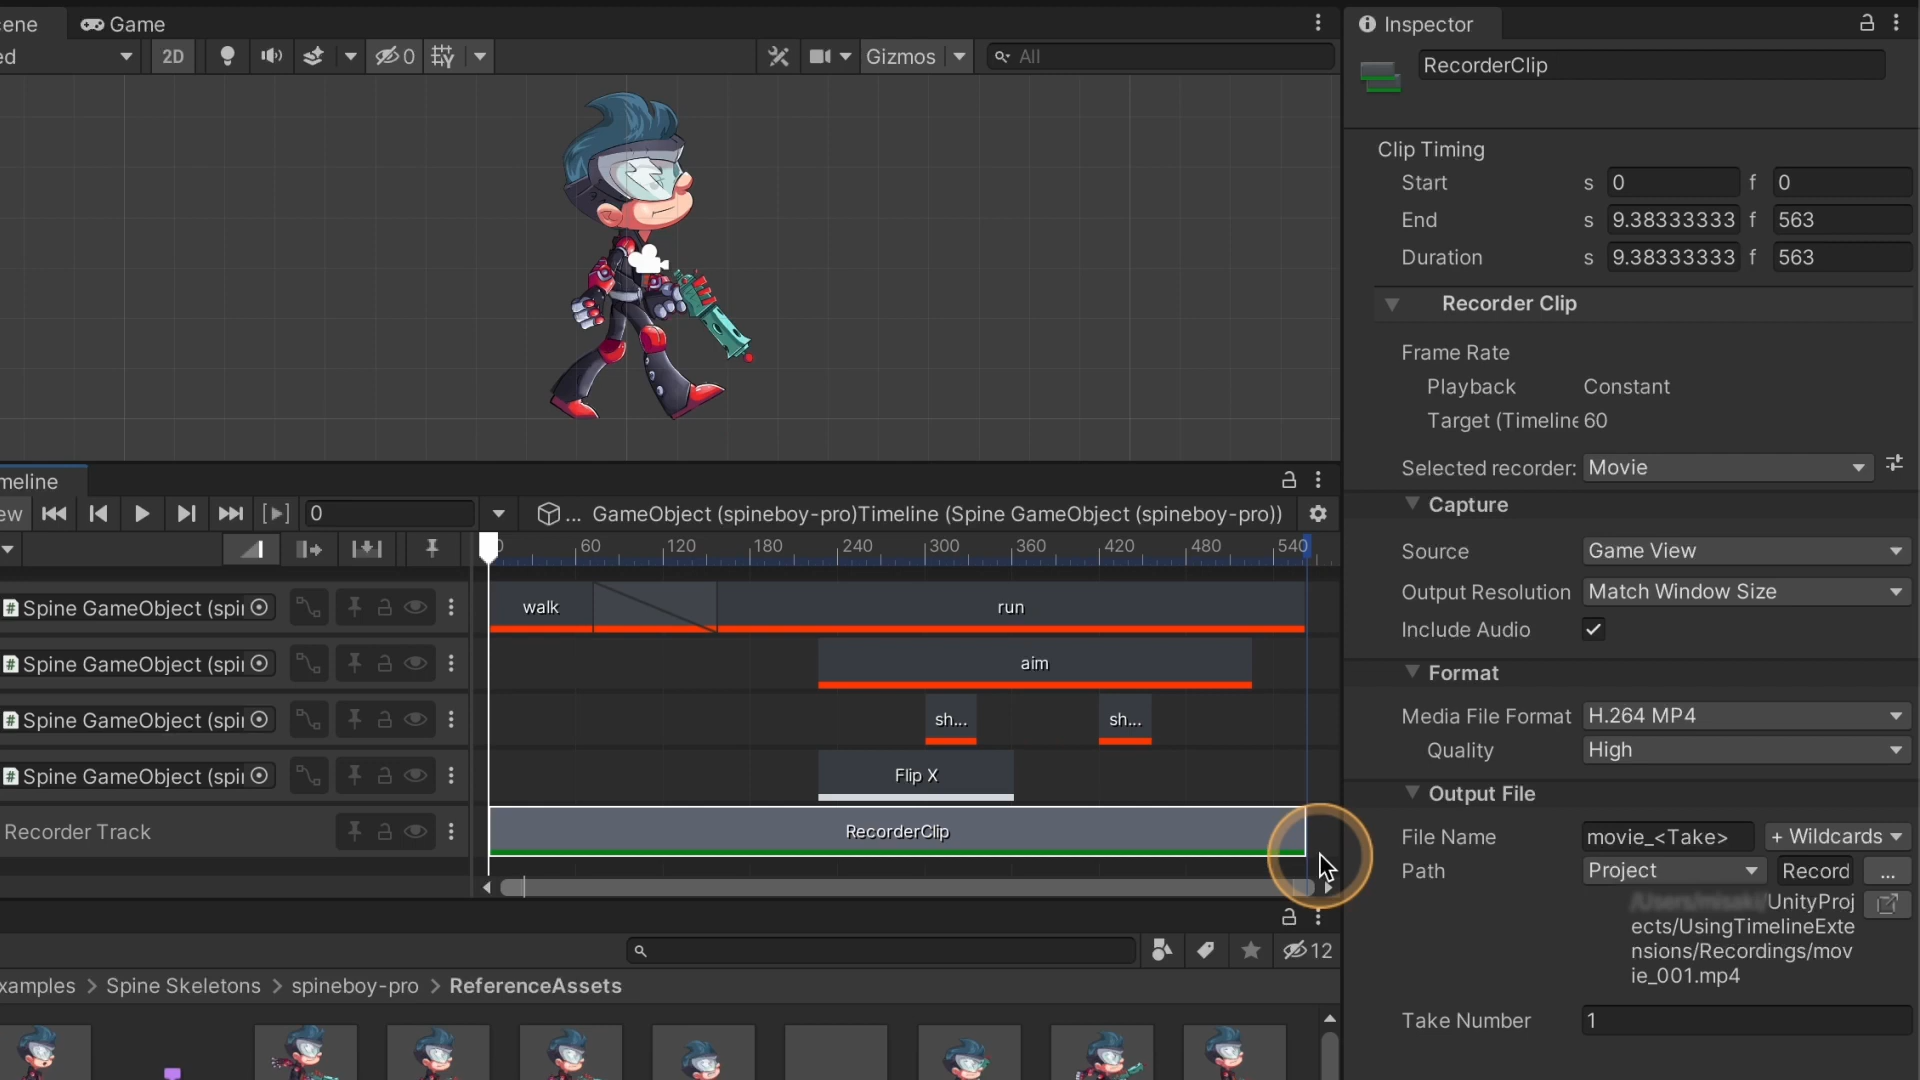 ene
Game
Inspector
ed
2D
0
Gizmos
All
RecorderClip
Clip Timing
Start s 0 f 0
End s 9.38333333 f 563
Duration s 9.38333333 f 563
Recorder Clip
Frame Rate
Playback Constant
Target (Timeline 60
Selected recorder: Movie
Capture
Source Game View
Output Resolution Match Window Size
Include Audio
Format
Media File Format H.264 MP4
Quality High
Output File
File Name movie_<Take> + Wildcards
Path Project Record ...
UnityProj
ects/UsingTimelineExte
nsions/Recordings/mov
ie_001.mp4
Take Number 1
meline
ew 0 ... GameObject (spineboy-pro)Timeline (Spine GameObject (spineboy-pro))
0 60 120 180 240 300 360 420 480 540
Spine GameObject (spi walk run
Spine GameObject (spi aim
Spine GameObject (spi sh... sh...
Spine GameObject (spi Flip X
Recorder Track RecorderClip
12
xamples > Spine Skeletons > spineboy-pro > ReferenceAssets